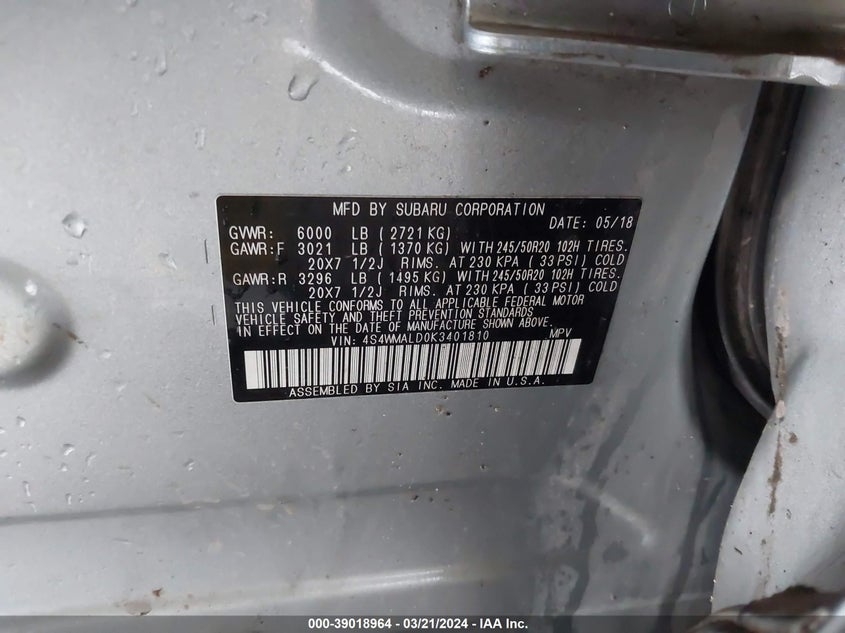 MFD BY SUBARU CORPORATION
DATE: 05/18
GVWR: 6000 LB ( 2721 KG)
GAWR:F 3021 LB ( 1370 KG) WITH 245/50R20 102H TIRES.
20X7 1/2J RIMS. AT 230 KPA ( 33 PSI) COLD
GAWR:R 3296 LB ( 1495 KG) WITH 245/50R20 102H TIRES.
20X7 1/2J RIMS. AT 230 KPA ( 33 PSI) COLD
THIS VEHICLE CONFORMS TO ALL APPLICABLE FEDERAL MOTOR
VEHICLE SAFETY AND THEFT PREVENTION STANDARDS
IN EFFECT ON THE DATE OF MANUFACTURE SHOWN ABOVE.
VIN: 4S4WMALD0K3401810 MPV
ASSEMBLED BY SIA INC. MADE IN U.S.A.
000-39018964 - 03/21/2024 - IAA Inc.